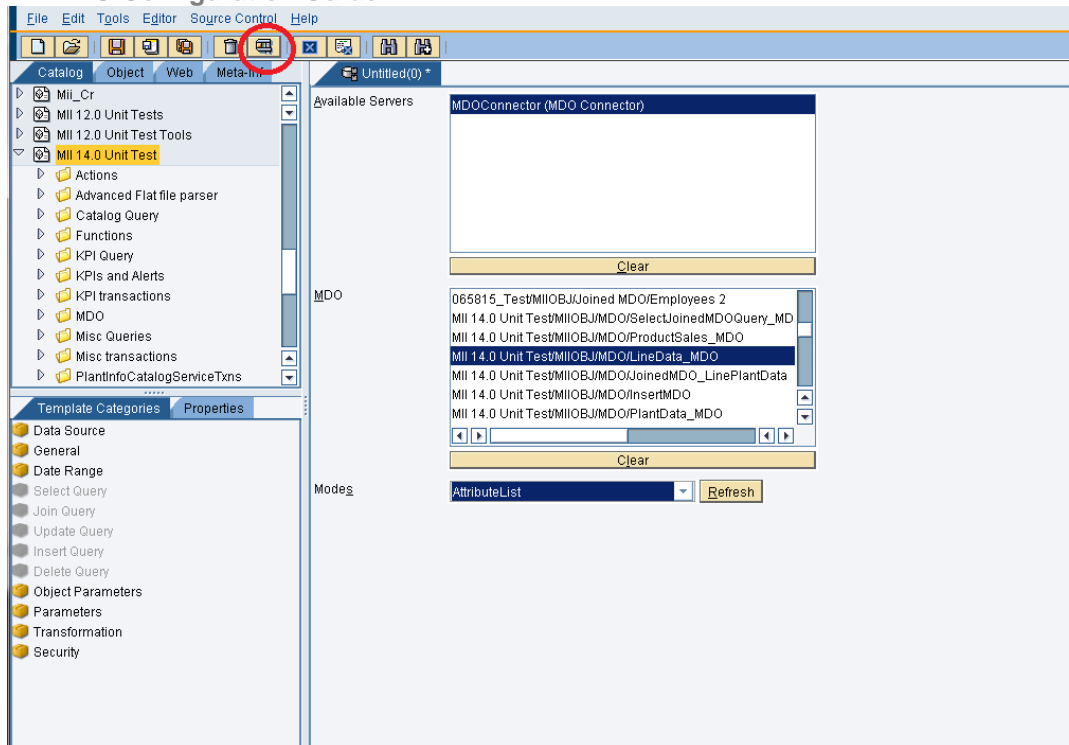 File Edit Tools Editor Source Control Help
Catalog Object Web Meta-Inf
Untitled(0) *
Mii_Cr
MII 12.0 Unit Tests
MII 12.0 Unit Test Tools
MII 14.0 Unit Test
Actions
Advanced Flat file parser
Catalog Query
Functions
KPI Query
KPIs and Alerts
KPI transactions
MDO
Misc Queries
Misc transactions
PlantInfoCatalogServiceTxns
Template Categories Properties
Data Source
General
Date Range
Select Query
Join Query
Update Query
Insert Query
Delete Query
Object Parameters
Parameters
Transformation
Security
Available Servers
MDOConnector (MDO Connector)
Clear
MDO
065815_Test/MIIOBJ/Joined MDO/Employees 2
MII 14.0 Unit Test/MIIOBJ/MDO/SelectJoinedMDOQuery_MD
MII 14.0 Unit Test/MIIOBJ/MDO/ProductSales_MDO
MII 14.0 Unit Test/MIIOBJ/MDO/LineData_MDO
MII 14.0 Unit Test/MIIOBJ/MDO/JoinedMDO_LinePlantData
MII 14.0 Unit Test/MIIOBJ/MDO/InsertMDO
MII 14.0 Unit Test/MIIOBJ/MDO/PlantData_MDO
Clear
Modes
AttributeList
Refresh